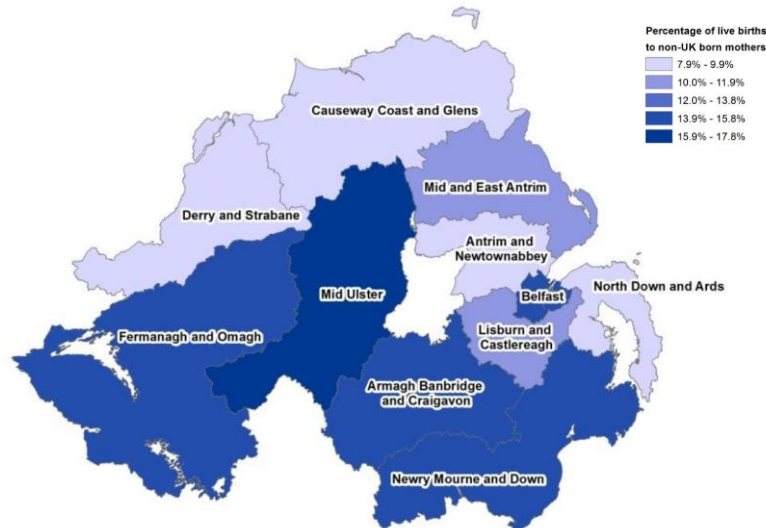 Percentage of live births
to non-UK born mothers
7.9% - 9.9%
10.0% - 11.9%
12.0% - 13.8%
13.9% - 15.8%
15.9% - 17.8%
Causeway Coast and Glens
Mid and East Antrim
Derry and Strabane
Antrim and
Newtownabbey
North Down and Ards
Mid Ulster
Belfast
Fermanagh and Omagh
Lisburn and
Castlereagh
Armagh Banbridge
and Craigavon
Newry Mourne and Down